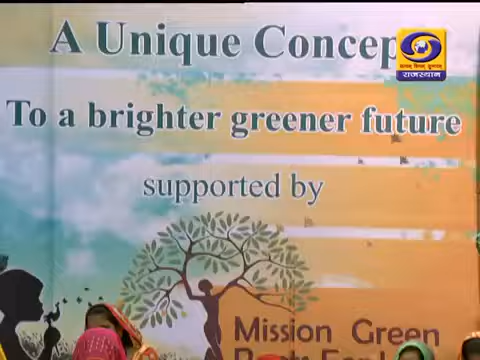 A Unique Concep
To a brighter greener future
supported by
Mission Green
राजस्थान